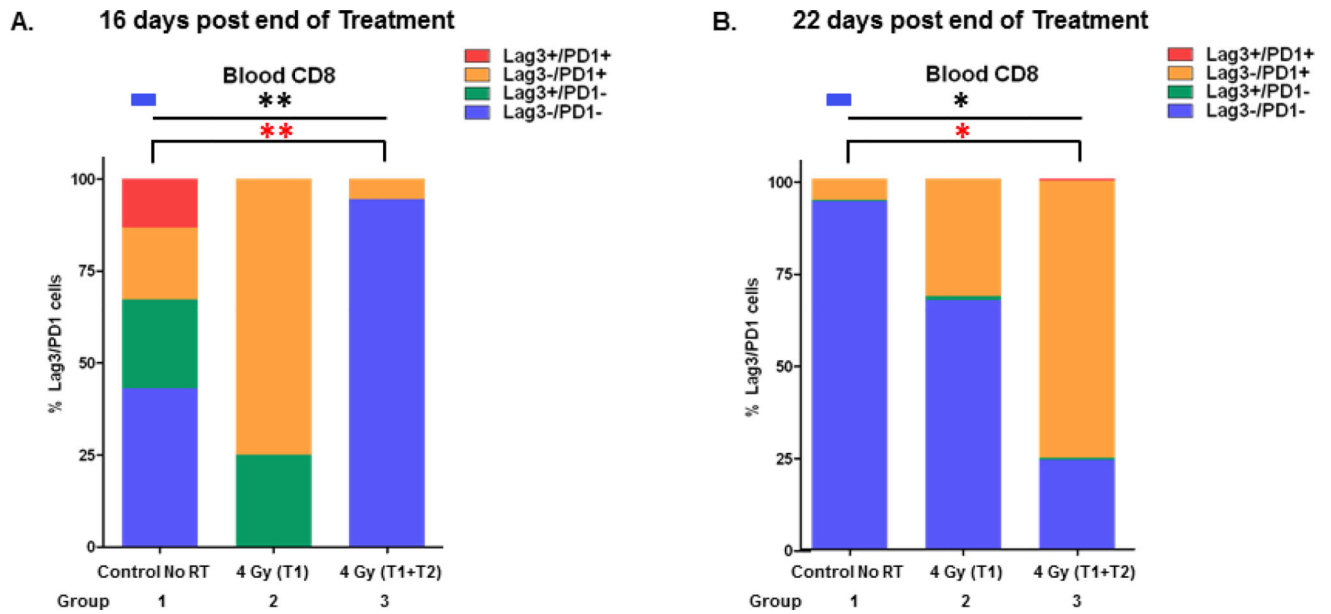 A. 16 days post end of Treatment
Lag3+/PD1+
Lag3-/PD1+
Lag3+/PD1-
Lag3-/PD1-
Blood CD8
**
**
% Lag3/PD1 cells
100
75
50
25
0
Control No RT 4 Gy (T1) 4 Gy (T1+T2)
Group 1 2 3
B. 22 days post end of Treatment
Lag3+/PD1+
Lag3-/PD1+
Lag3+/PD1-
Lag3-/PD1-
Blood CD8
*
*
% Lag3/PD1 cells
100
75
50
25
0
Control No RT 4 Gy (T1) 4 Gy (T1+T2)
Group 1 2 3